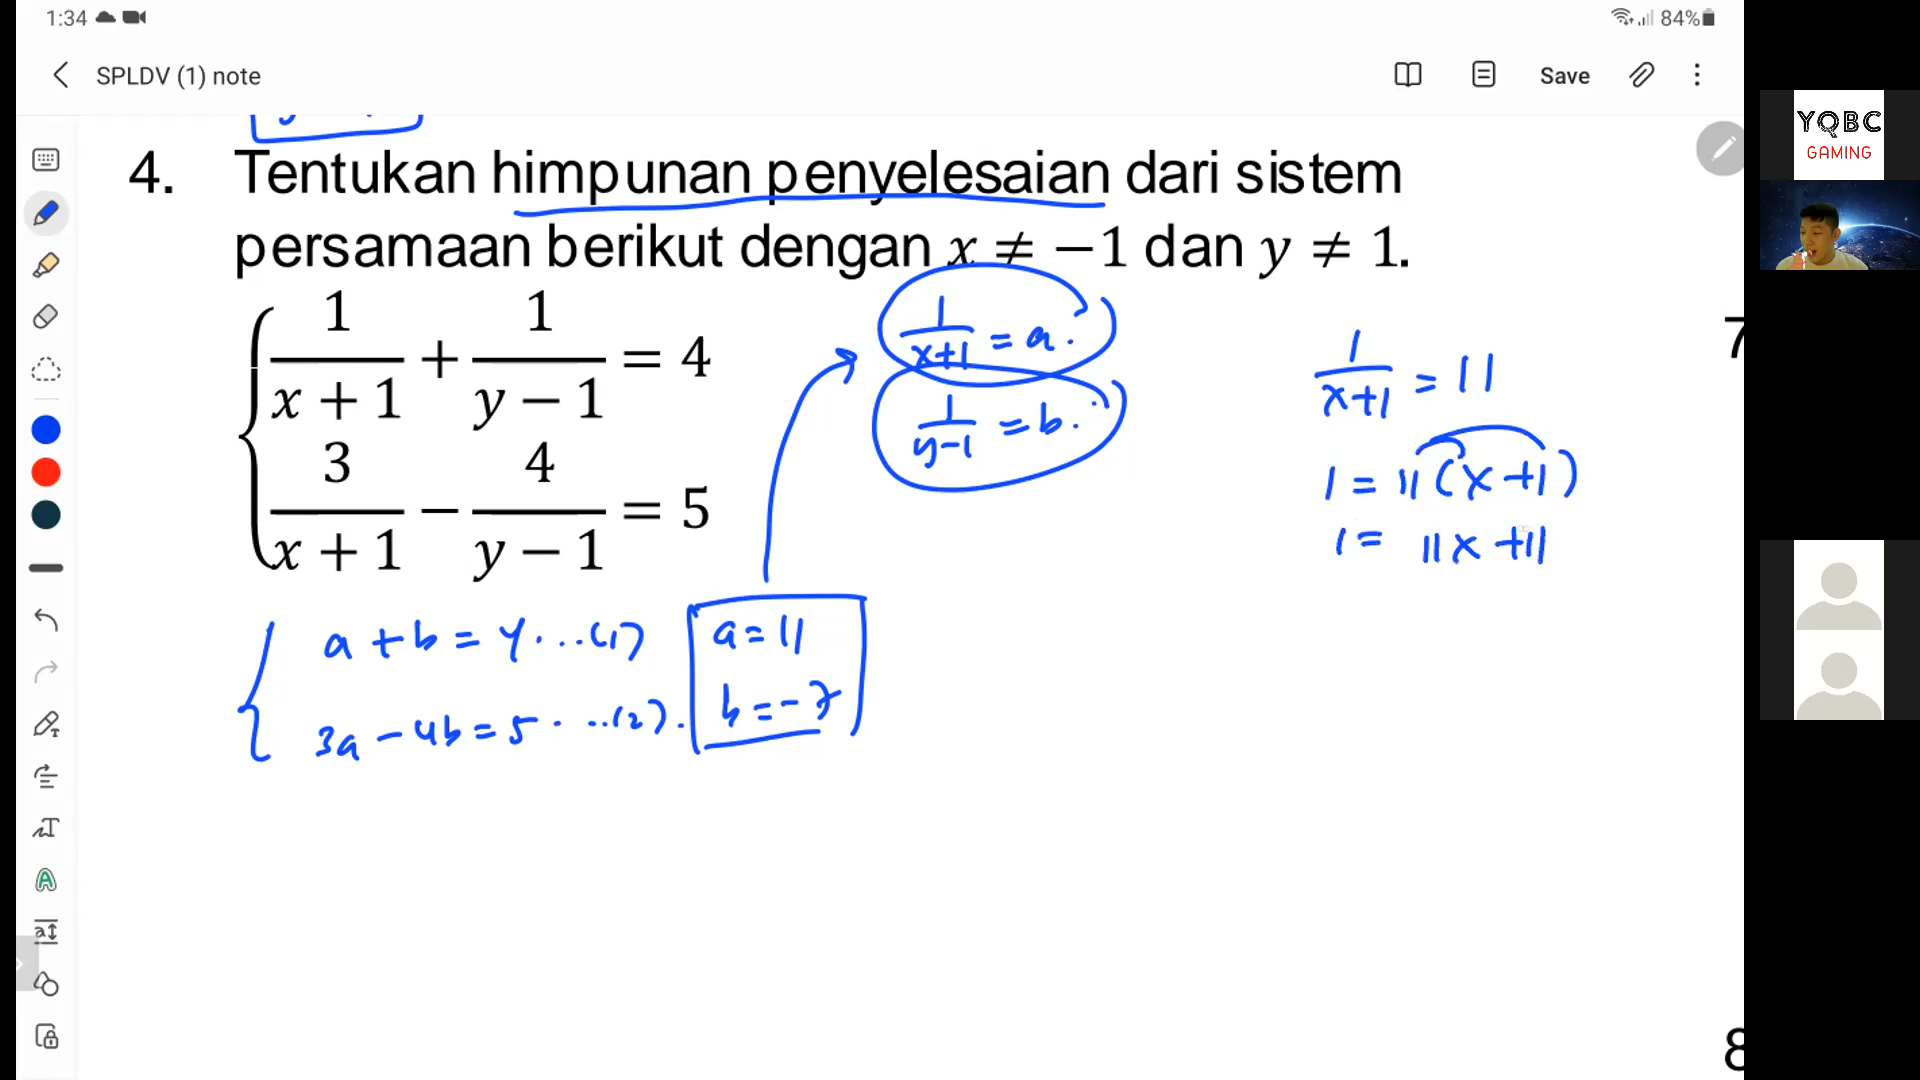 1:34
84%
SPLDV (1) note
Save
4. Tentukan himpunan penyelesaian dari sistem
persamaan berikut dengan x ≠ −1 dan y ≠ 1.
1/(x + 1) + 1/(y − 1) = 4
3/(x + 1) − 4/(y − 1) = 5
1/(x+1) = a.
1/(y-1) = b.
a + b = 4 ... (1)
3a - 4b = 5 ... (2).
a = 11
b = -7
1/(x+1) = 11
1 = 11 (x + 1)
1 = 11x + 11
7
8
YQBC
GAMING